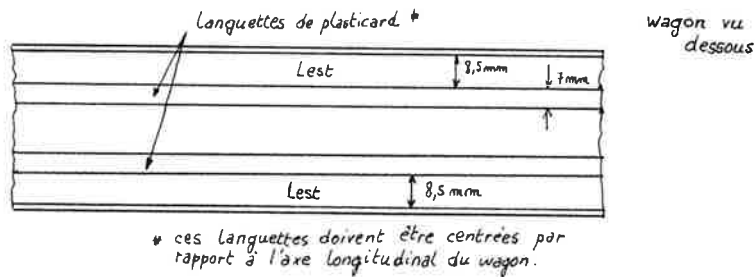 Languettes de plasticard *
wagon vu
dessous
Lest
8,5mm
7mm
Lest
8,5 mm
* ces languettes doivent être centrées par
rapport à l'axe longitudinal du wagon.